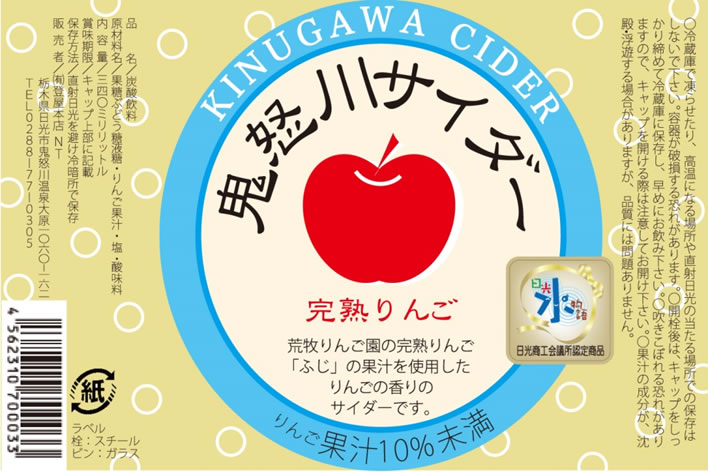 KINUGAWA CIDER
鬼怒川サイダー
完熟りんご
荒牧りんご園の完熟りんご
「ふじ」の果汁を使用した
りんごの香りの
サイダーです。
りんご果汁10%未満
日光
水
物語
日光商工会議所認定商品
品　名／炭酸飲料
原材料名／果糖ぶどう糖液糖・りんご果汁・塩・酸味料
内容量／三四〇ミリリットル
賞味期限／キャップ上部に記載
保存方法／直射日光を避け冷暗所で保存
販売者／㈲登屋本店 NT
栃木県日光市鬼怒川温泉大原一〇六〇-一六二
TEL0288-77-0305
4562310700033
紙
ラベル
栓：スチール
ビン：ガラス
〇冷蔵庫で凍らせたり、高温になる場所や直射日光の当たる場所での保存は
しないで下さい。容器が破損する恐れがあります。〇開栓後は、キャップをしっ
かり締めて冷蔵庫に保存し、早めにお飲み下さい。〇吹きこぼれる恐れがあり
ますので、キャップを開ける際は注意してお開け下さい。〇果汁の成分が、沈
殿・浮遊する場合がありますが、品質には問題ありません。